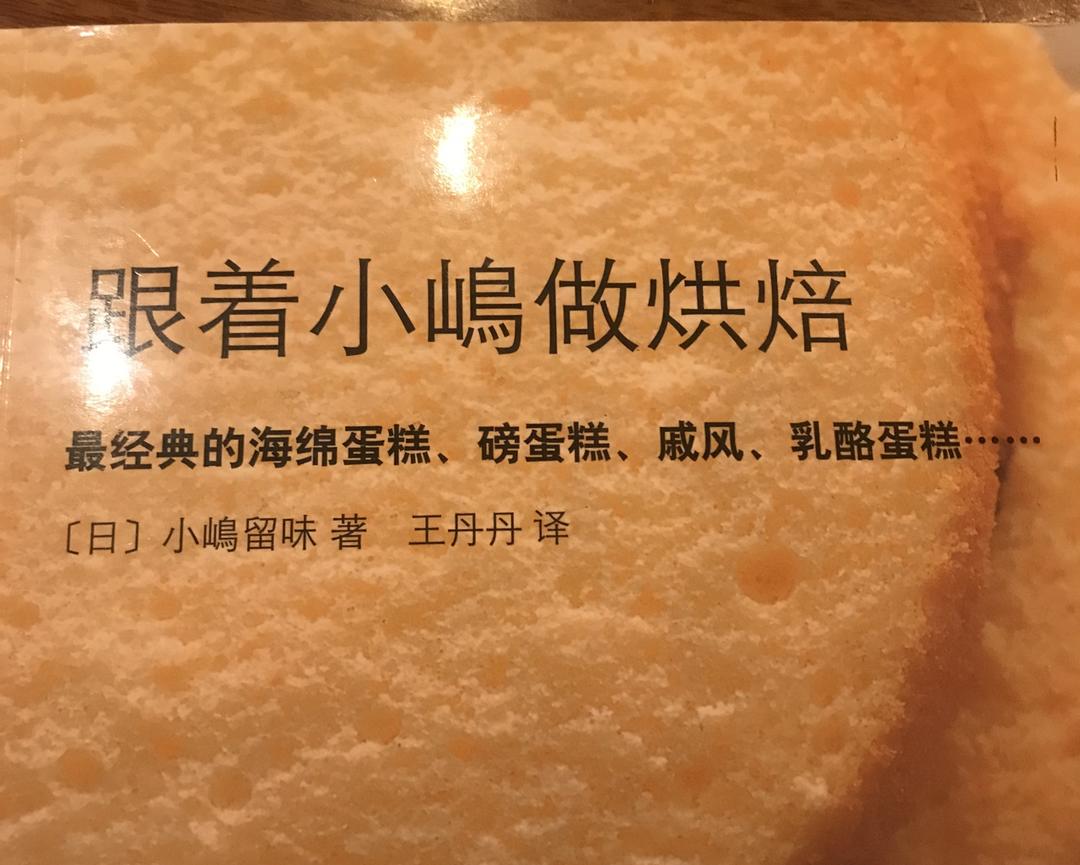 跟着小嶋做烘焙
最经典的海绵蛋糕、磅蛋糕、戚风、乳酪蛋糕……
〔日〕小嶋留味 著 王丹丹 译